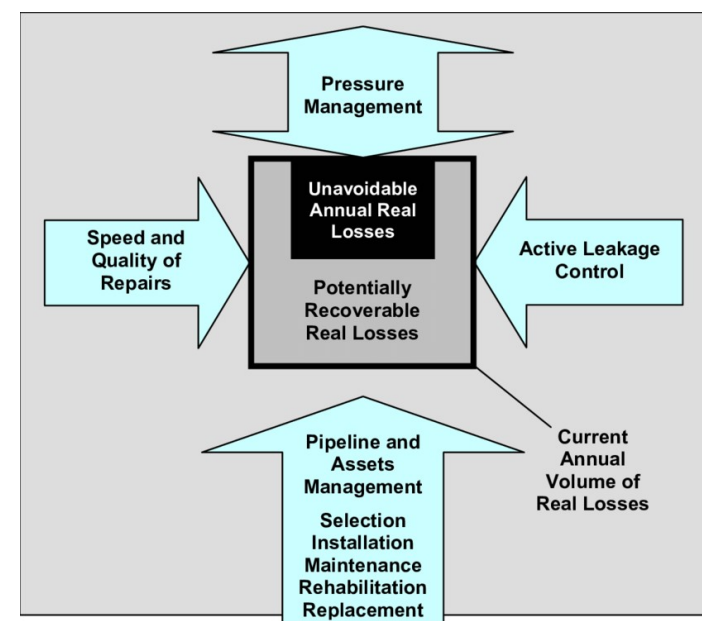 Pressure
Management
Unavoidable
Annual Real
Losses
Speed and
Quality of
Repairs
Active Leakage
Control
Potentially
Recoverable
Real Losses
Pipeline and
Assets
Management
Selection
Installation
Maintenance
Rehabilitation
Replacement
Current
Annual
Volume of
Real Losses